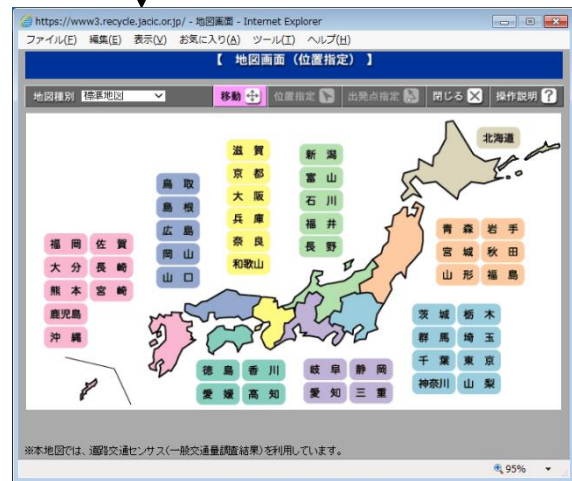 https://www3.recycle.jacic.or.jp/ - 地図画面 - Internet Explorer
ファイル(F) 編集(E) 表示(V) お気に入り(A) ツール(T) ヘルプ(H)
【 地図画面（位置指定） 】
地図種別 標準地図 移動 位置指定 出発点指定 閉じる 操作説明 ?
北海道
滋賀
京都
大阪
兵庫
奈良
和歌山
新潟
富山
石川
福井
長野
鳥取
島根
広島
岡山
山口
青森 岩手
宮城 秋田
山形 福島
福岡 佐賀
大分 長崎
熊本 宮崎
鹿児島
沖縄
茨城 栃木
群馬 埼玉
千葉 東京
神奈川 山梨
徳島 香川
愛媛 高知
岐阜 静岡
愛知 三重
※本地図では、道路交通センサス(一般交通量調査結果)を利用しています。
95%